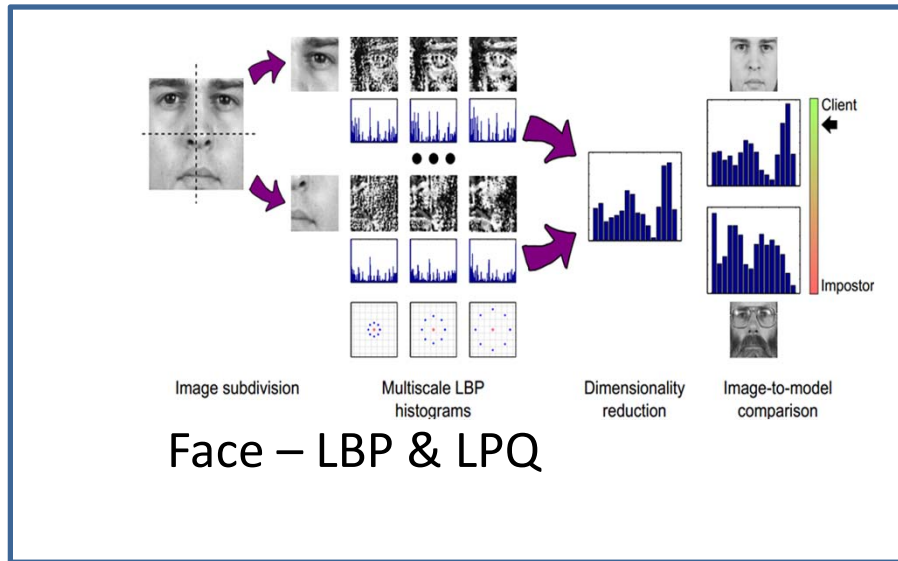 Client
Impostor
Image subdivision
Multiscale LBP
histograms
Dimensionality
reduction
Image-to-model
comparison
Face – LBP & LPQ